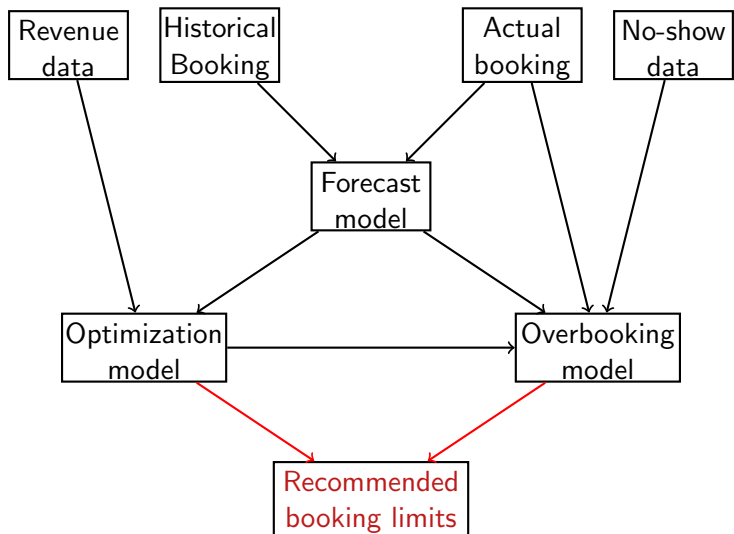 Revenue
data
Historical
Booking
Actual
booking
No-show
data
Forecast
model
Optimization
model
Overbooking
model
Recommended
booking limits